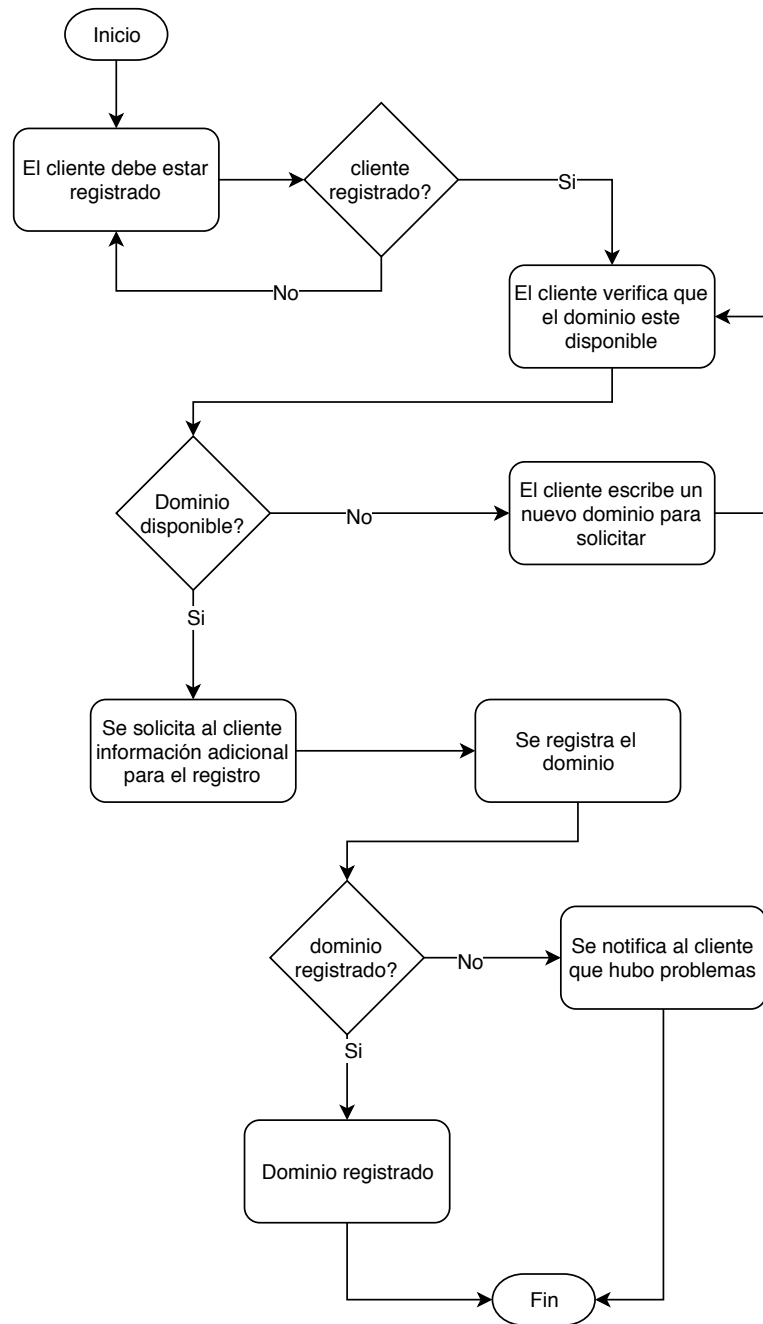 Inicio
El cliente debe estar
registrado
cliente
registrado?
Si
No
El cliente verifica que
el dominio este
disponible
Dominio
disponible?
No
El cliente escribe un
nuevo dominio para
solicitar
Si
Se solicita al cliente
información adicional
para el registro
Se registra el
dominio
dominio
registrado?
No
Se notifica al cliente
que hubo problemas
Si
Dominio registrado
Fin